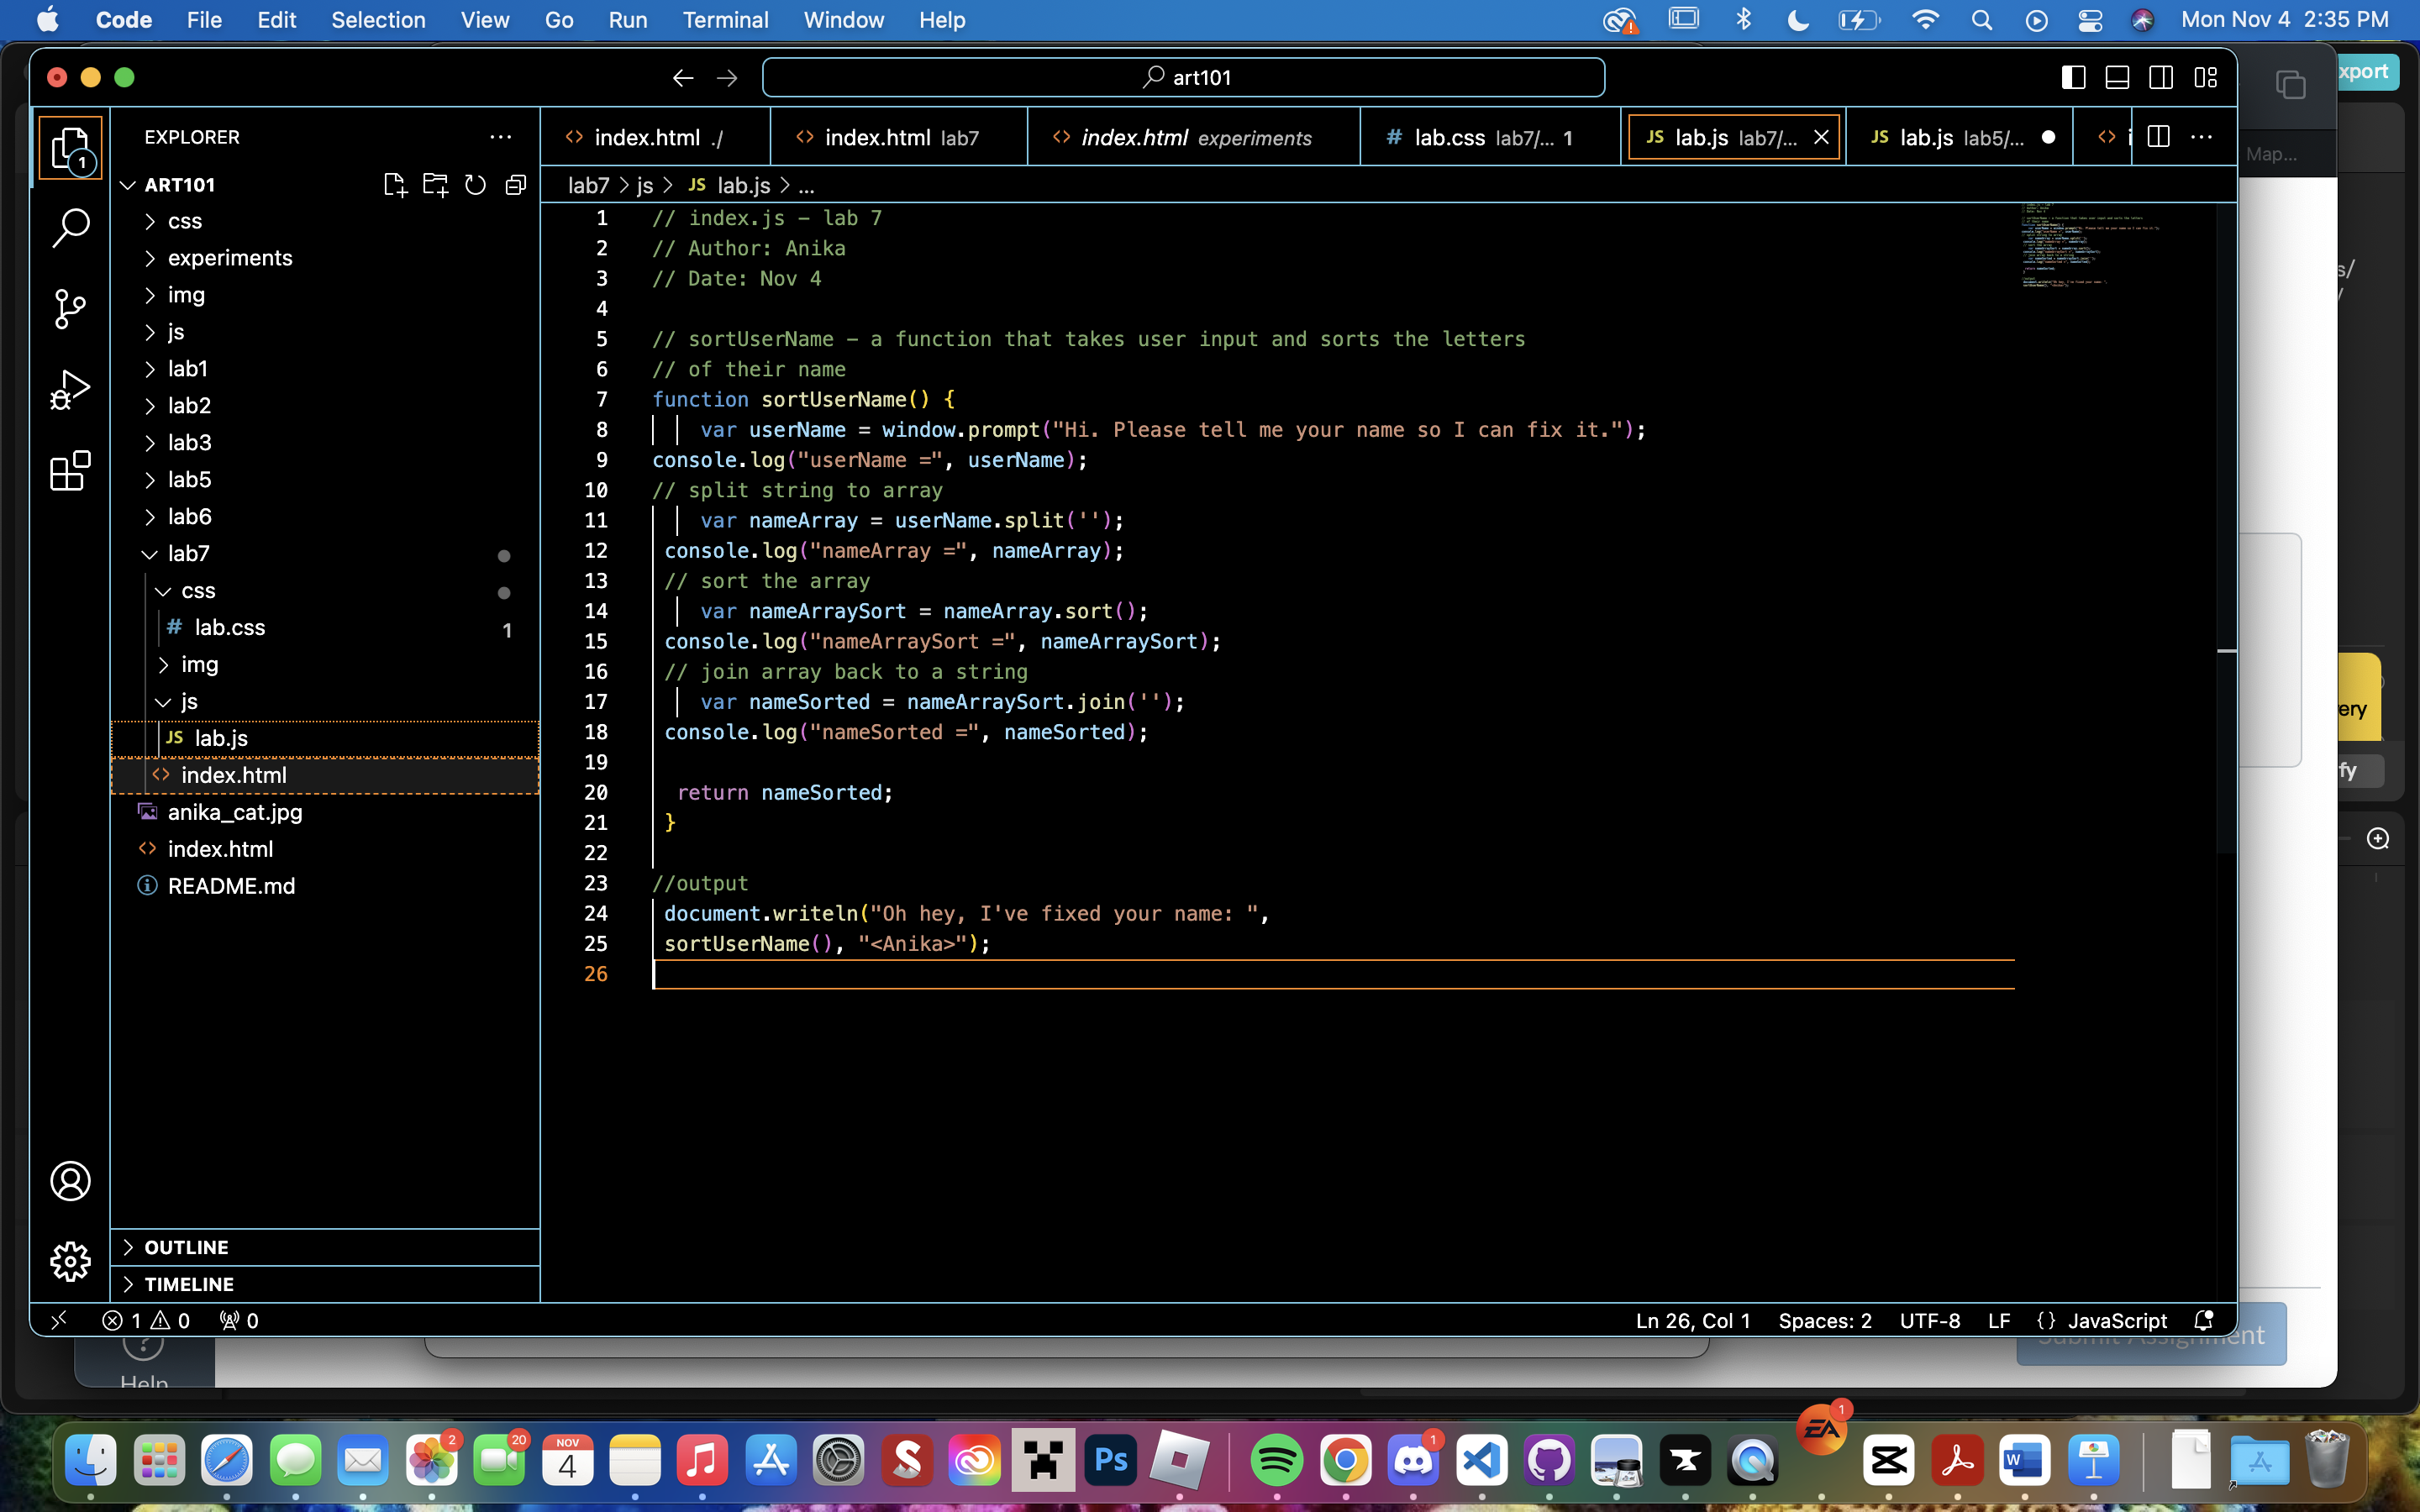 Code File Edit Selection View Go Run Terminal Window Help Mon Nov 4 2:35 PM
art101
xport
EXPLORER
index.html ./ index.html lab7 index.html experiments # lab.css lab7/... 1 JS lab.js lab7/... JS lab.js lab5/...
Map...
1
ART101
lab7 > js > JS lab.js > ...
css
experiments
img
js
lab1
lab2
lab3
lab5
lab6
lab7
css
# lab.css 1
img
js
JS lab.js
index.html
anika_cat.jpg
index.html
README.md
OUTLINE
TIMELINE
1 // index.js – lab 7
2 // Author: Anika
3 // Date: Nov 4
4
5 // sortUserName – a function that takes user input and sorts the letters
6 // of their name
7 function sortUserName() {
8 var userName = window.prompt("Hi. Please tell me your name so I can fix it.");
9 console.log("userName =", userName);
10 // split string to array
11 var nameArray = userName.split('');
12 console.log("nameArray =", nameArray);
13 // sort the array
14 var nameArraySort = nameArray.sort();
15 console.log("nameArraySort =", nameArraySort);
16 // join array back to a string
17 var nameSorted = nameArraySort.join('');
18 console.log("nameSorted =", nameSorted);
19
20 return nameSorted;
21 }
22
23 //output
24 document.writeln("Oh hey, I've fixed your name: ",
25 sortUserName(), "<Anika>");
26
s/
/
ery
fy
1 0 0
Ln 26, Col 1 Spaces: 2 UTF-8 LF {} JavaScript
Submit Assignment
Help
2 20 NOV 4 S Ps 1 EA 1 W